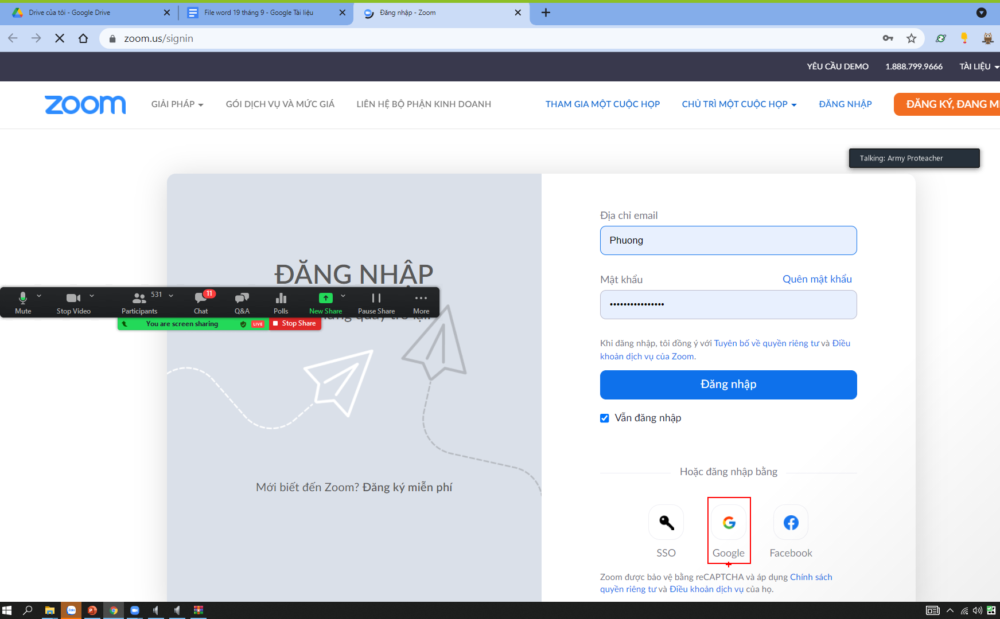 Drive của tôi - Google Drive
File word 19 tháng 9 - Google Tài liệu
Đăng nhập - Zoom
zoom.us/signin
YÊU CẦU DEMO
1.888.799.9666
TÀI LIỆU
zoom
GIẢI PHÁP
GÓI DỊCH VỤ VÀ MỨC GIÁ
LIÊN HỆ BỘ PHẬN KINH DOANH
THAM GIA MỘT CUỘC HỌP
CHỦ TRÌ MỘT CUỘC HỌP
ĐĂNG NHẬP
ĐĂNG KÝ, ĐANG M
Talking: Army Proteacher
ĐĂNG NHẬP
Mute
Stop Video
Participants
531
Chat
11
Q&A
Polls
New Share
Pause Share
More
You are screen sharing
LIVE
Stop Share
Mới biết đến Zoom? Đăng ký miễn phí
Địa chỉ email
Phuong
Mật khẩu
Quên mật khẩu
Khi đăng nhập, tôi đồng ý với Tuyên bố về quyền riêng tư và Điều
khoản dịch vụ của Zoom.
Đăng nhập
Vẫn đăng nhập
Hoặc đăng nhập bằng
SSO
Google
Facebook
Zoom được bảo vệ bằng reCAPTCHA và áp dụng Chính sách
quyền riêng tư và Điều khoản dịch vụ của họ.
Zalo